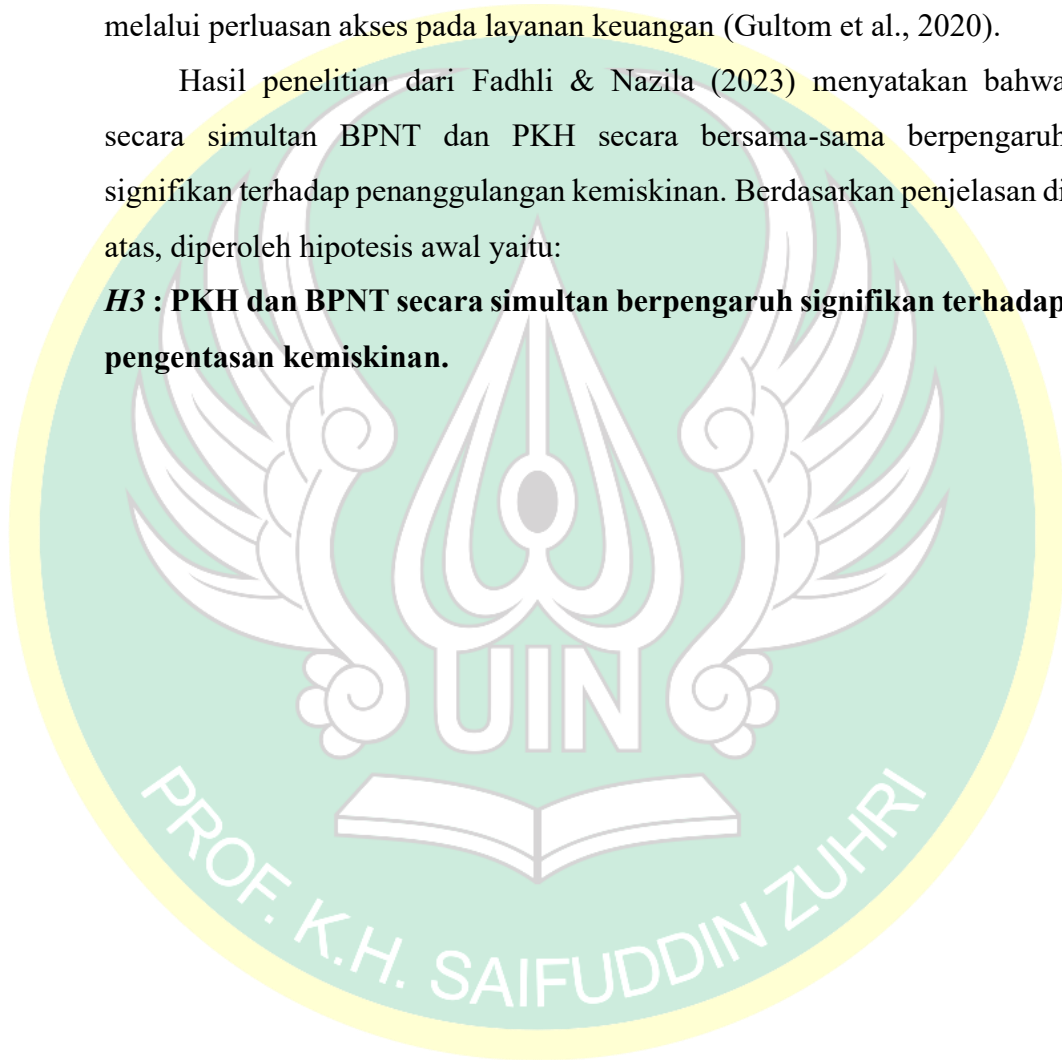 melalui perluasan akses pada layanan keuangan (Gultom et al., 2020).
Hasil penelitian dari Fadhli & Nazila (2023) menyatakan bahwa
secara simultan BPNT dan PKH secara bersama-sama berpengaruh
signifikan terhadap penanggulangan kemiskinan. Berdasarkan penjelasan di
atas, diperoleh hipotesis awal yaitu:
H3 : PKH dan BPNT secara simultan berpengaruh signifikan terhadap
pengentasan kemiskinan.
UIN
PROF. K.H. SAIFUDDIN ZUHRI